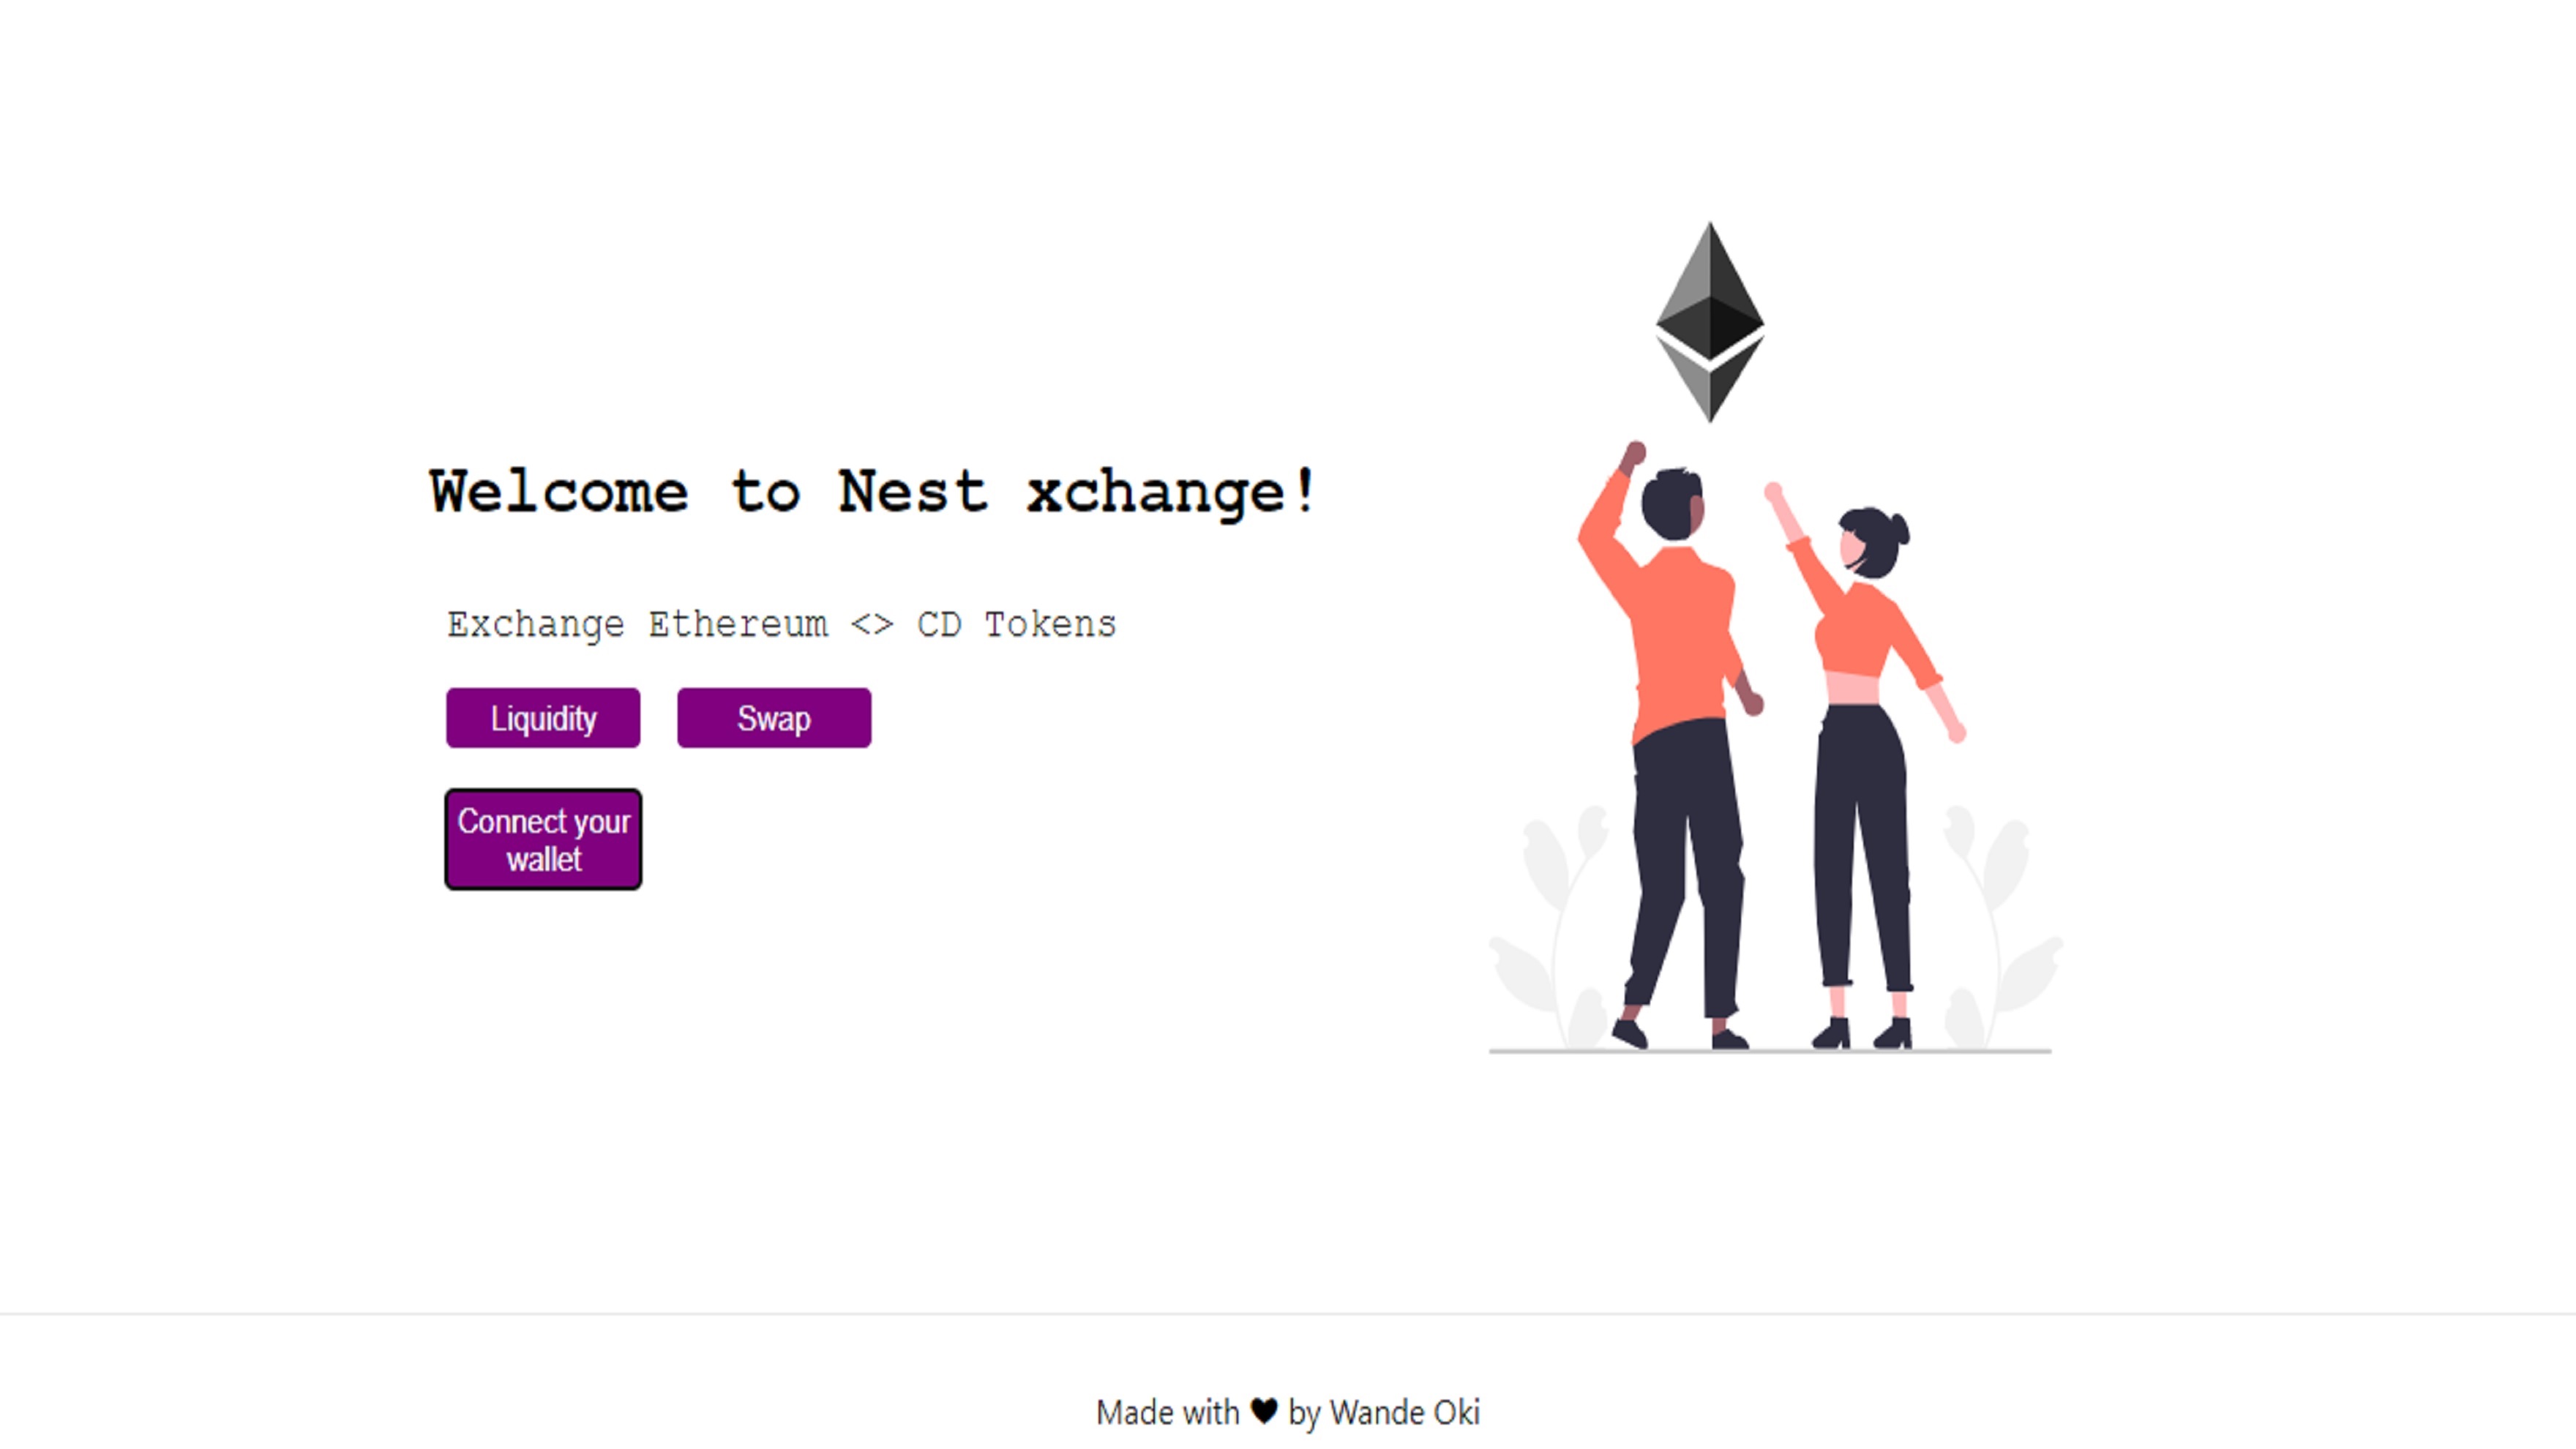 Welcome to Nest xchange!
Exchange Ethereum <> CD Tokens
Liquidity
Swap
Connect your
wallet
Made with ♥ by Wande Oki